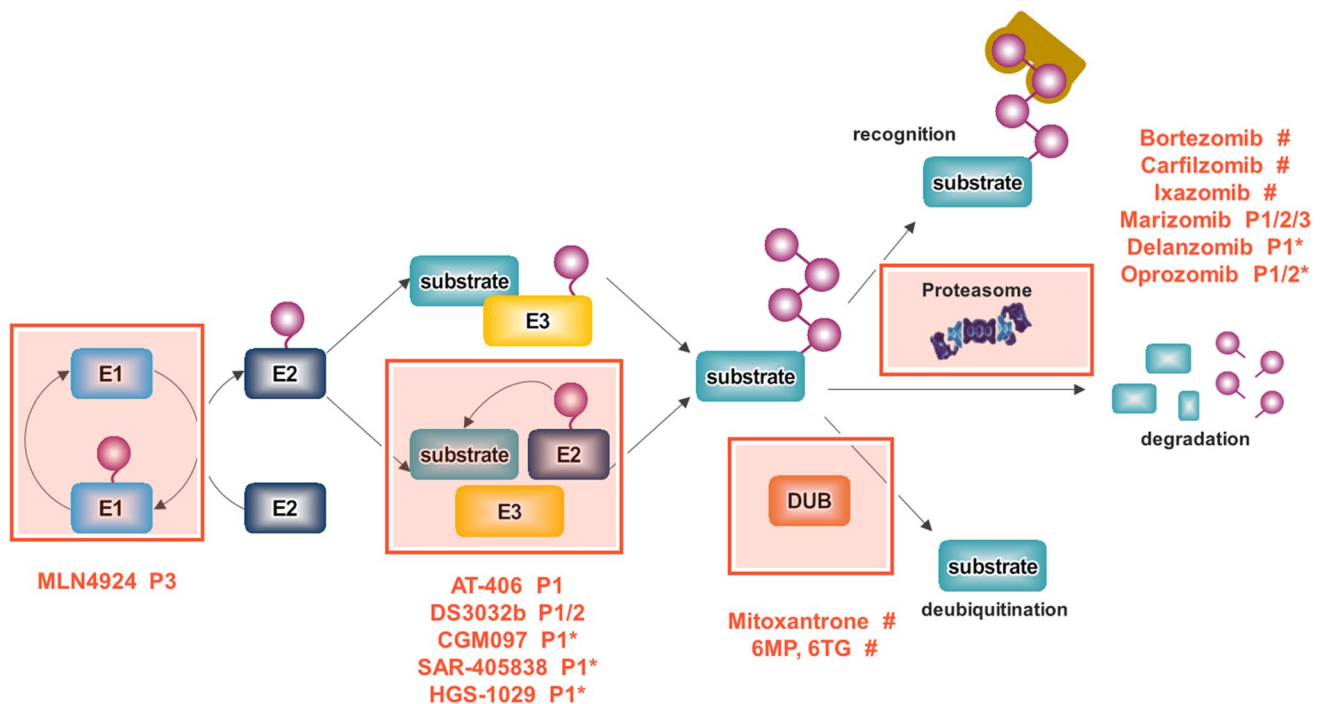 recognition
substrate
Bortezomib #
Carfilzomib #
Ixazomib #
Marizomib P1/2/3
Delanzomib P1*
Oprozomib P1/2*
substrate
E3
Proteasome
E1
E2
substrate
substrate
E2
E3
E1
E2
degradation
DUB
substrate
deubiquitination
MLN4924 P3
AT-406 P1
DS3032b P1/2
CGM097 P1*
SAR-405838 P1*
HGS-1029 P1*
Mitoxantrone #
6MP, 6TG #